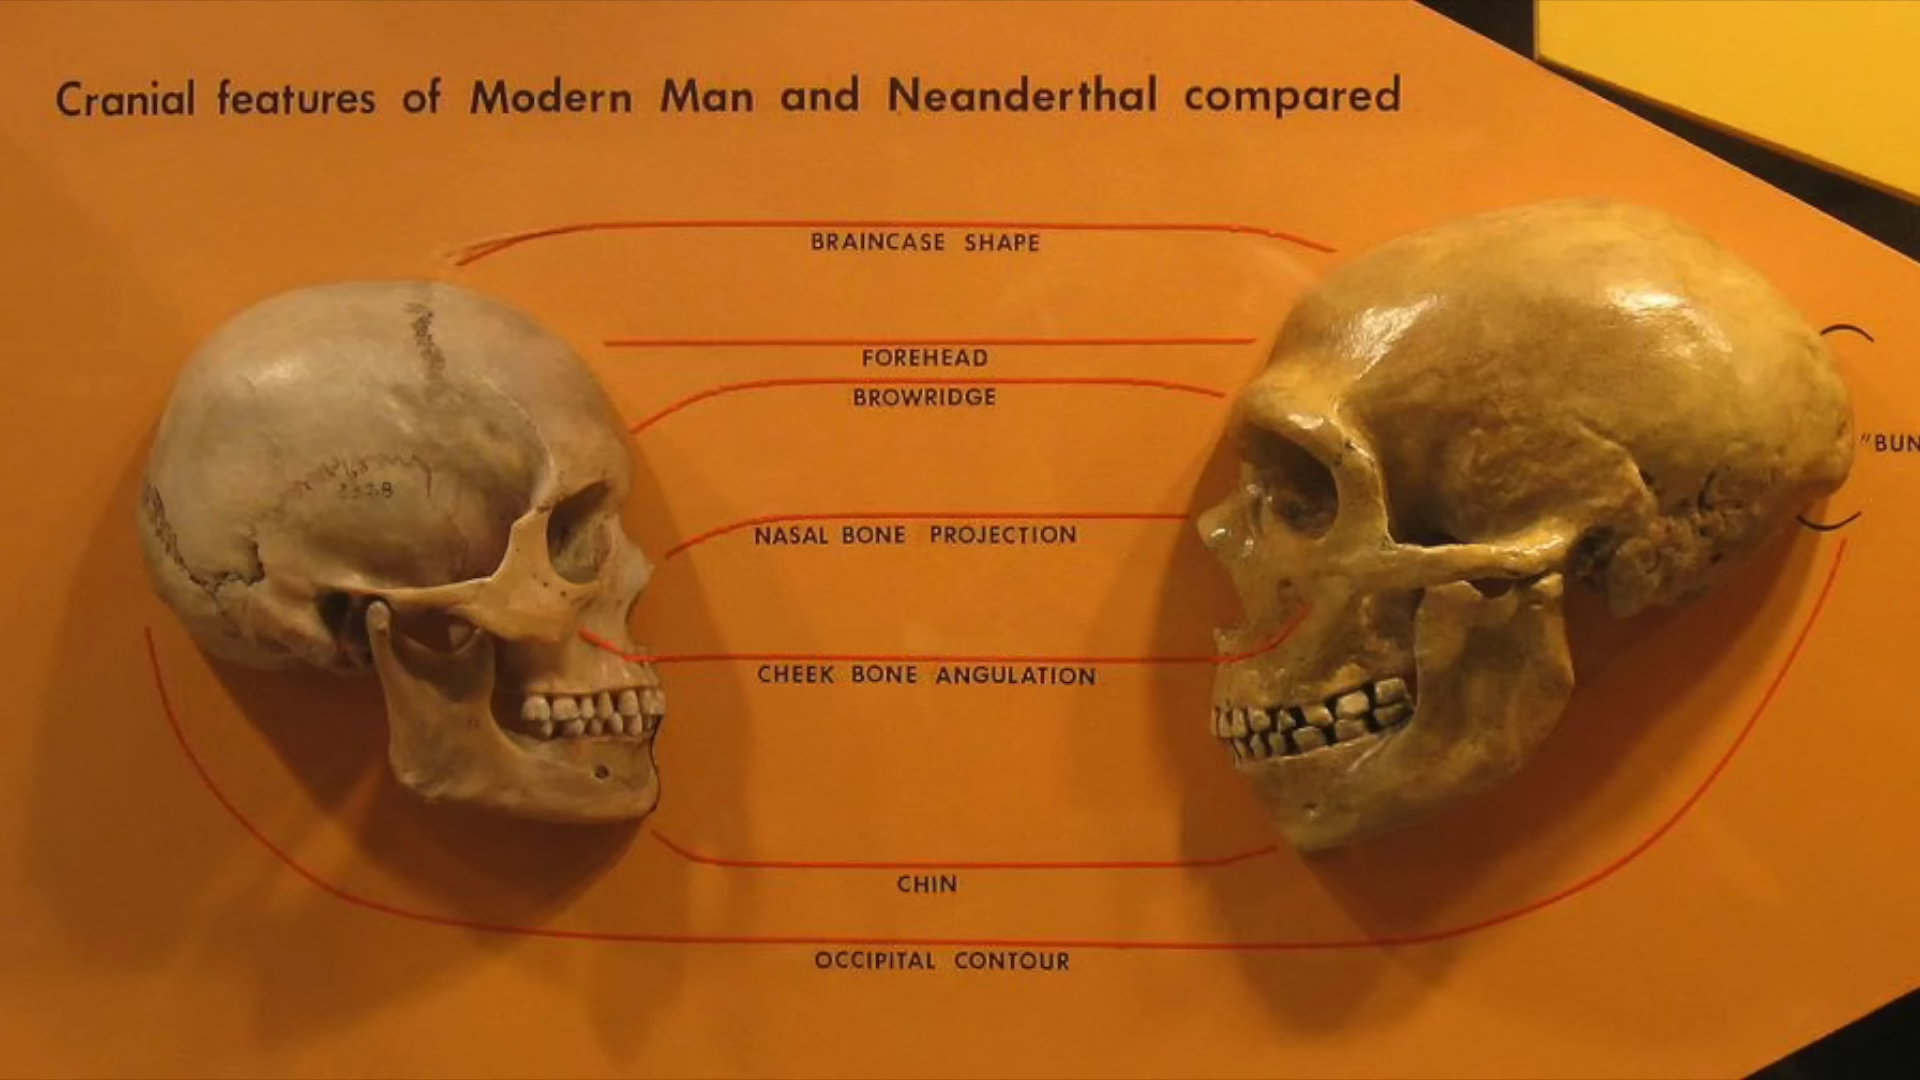 Cranial features of Modern Man and Neanderthal compared
BRAINCASE SHAPE
FOREHEAD
BROWRIDGE
"BUN
NASAL BONE PROJECTION
CHEEK BONE ANGULATION
CHIN
OCCIPITAL CONTOUR